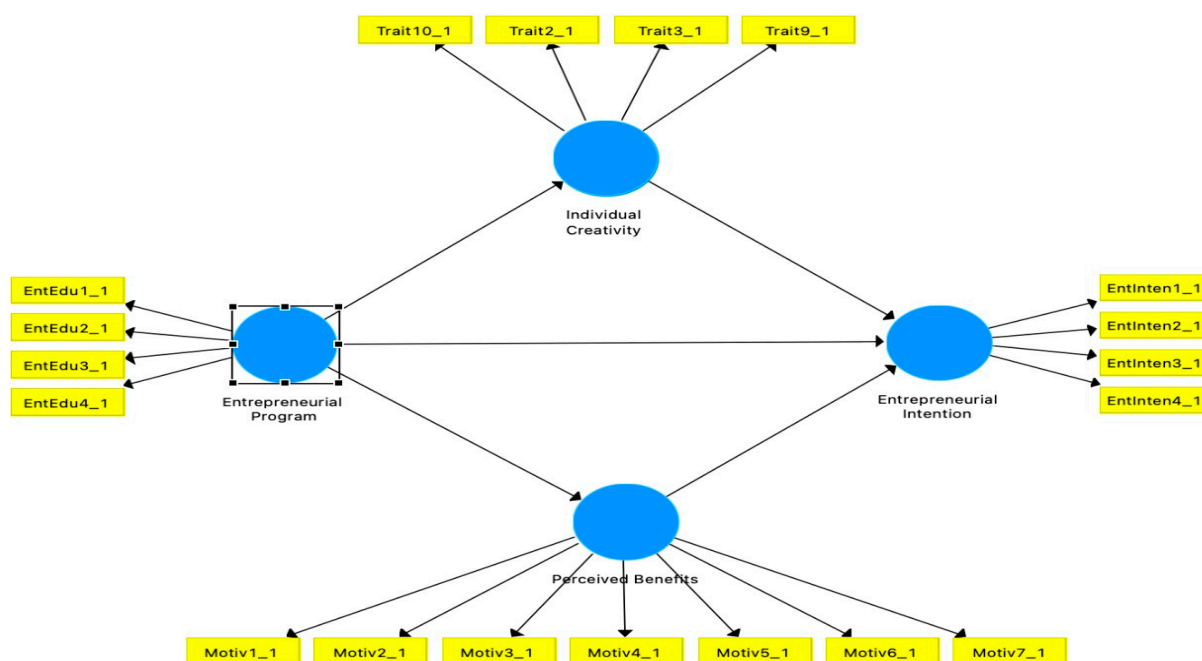 Trait10_1
Trait2_1
Trait3_1
Trait9_1
Individual
Creativity
EntEdu1_1
EntEdu2_1
EntEdu3_1
EntEdu4_1
Entrepreneurial
Program
EntInten1_1
EntInten2_1
EntInten3_1
EntInten4_1
Entrepreneurial
Intention
Perceived Benefits
Motiv1_1
Motiv2_1
Motiv3_1
Motiv4_1
Motiv5_1
Motiv6_1
Motiv7_1